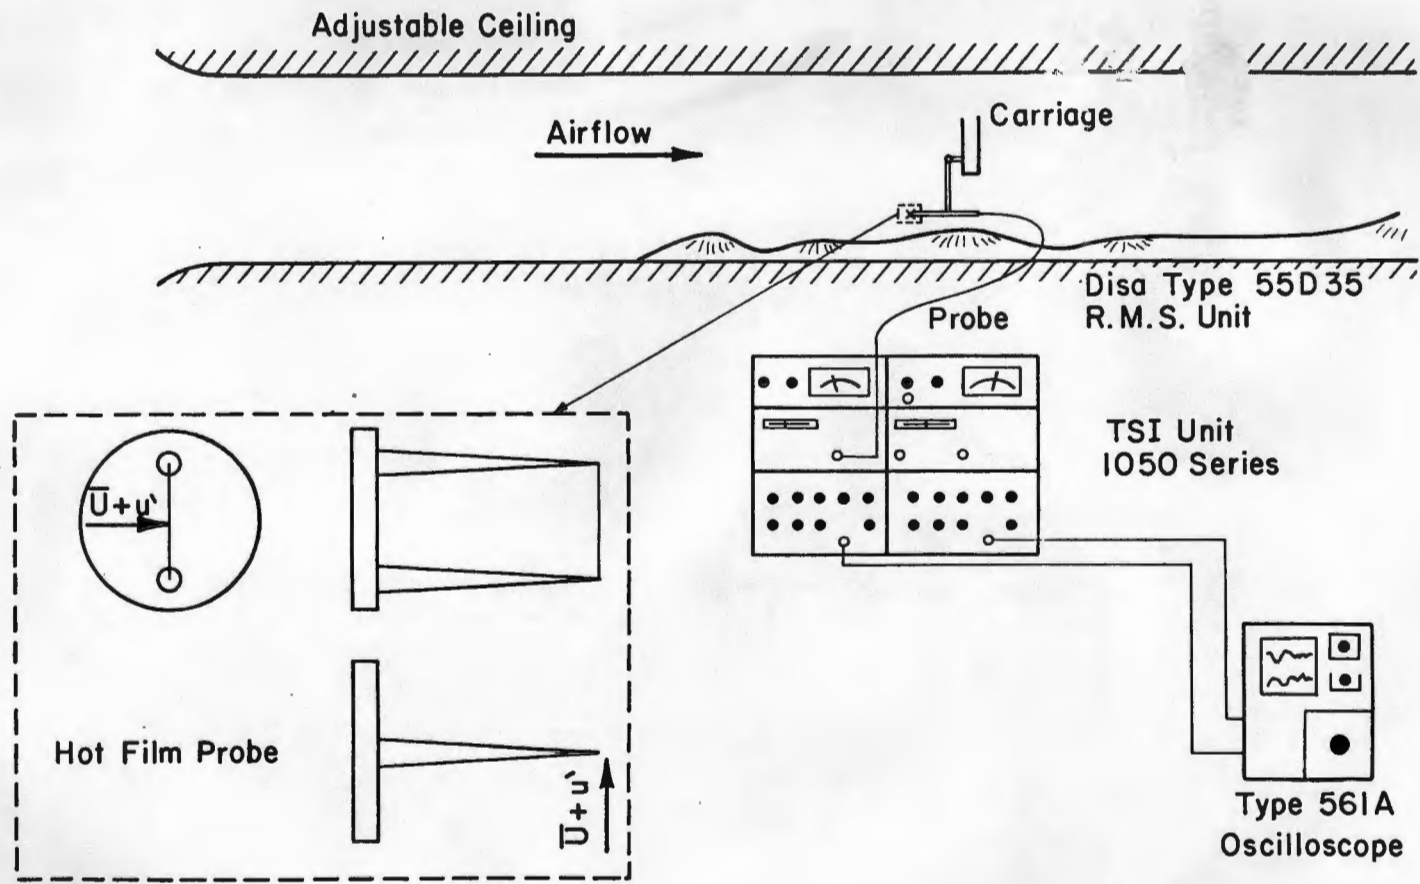 Adjustable Ceiling
Carriage
Airflow
Disa Type 55D35
R.M.S. Unit
Probe
TSI Unit
1050 Series
U̅+u'
Hot Film Probe
U̅+u'
Type 561A
Oscilloscope